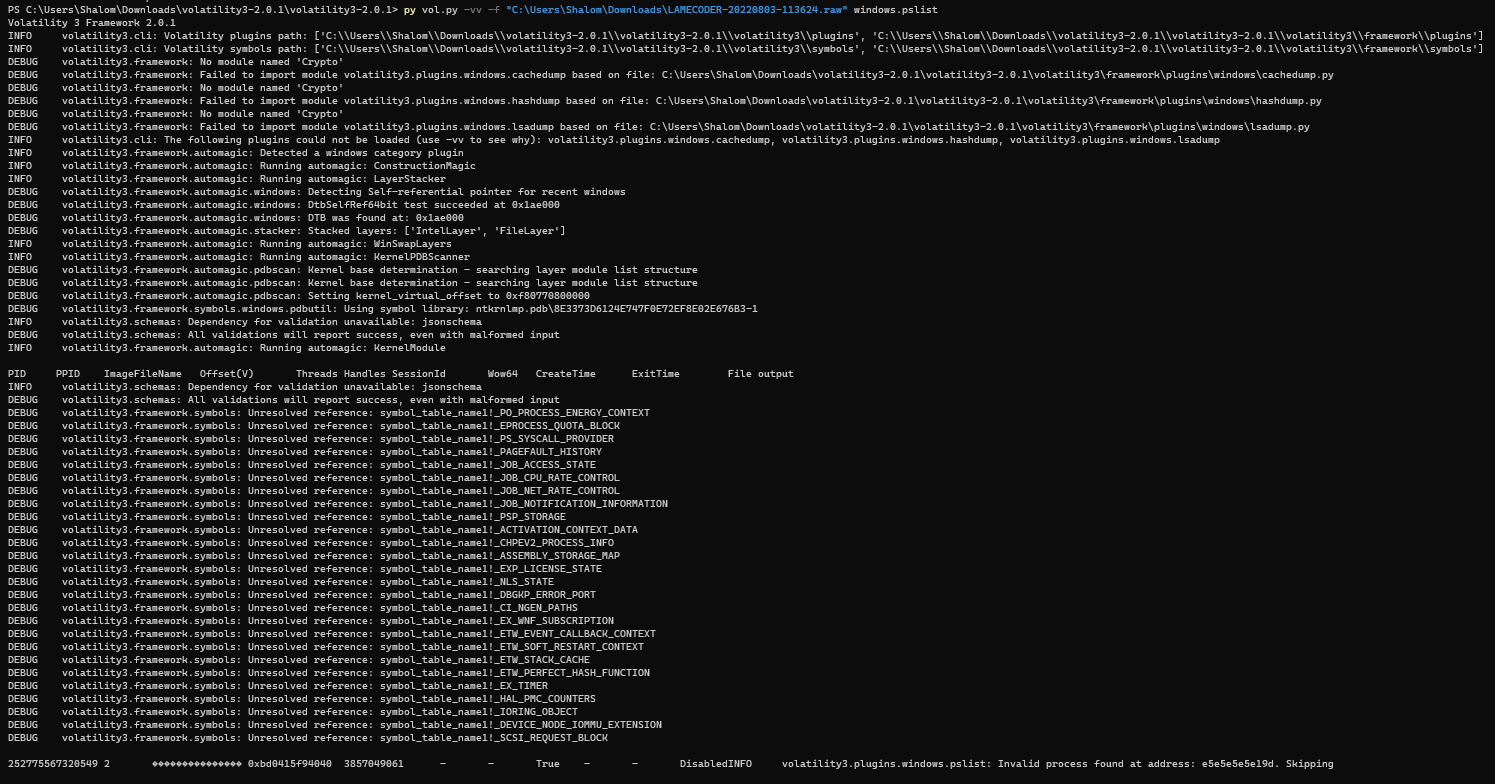 PS C:\Users\Shalom\Downloads\volatility3-2.0.1\volatility3-2.0.1> py vol.py -vv -f "C:\Users\Shalom\Downloads\LAMECODER-20220803-113624.raw" windows.pslist
Volatility 3 Framework 2.0.1
INFO     volatility3.cli: Volatility plugins path: ['C:\\Users\\Shalom\\Downloads\\volatility3-2.0.1\\volatility3-2.0.1\\volatility3\\plugins', 'C:\\Users\\Shalom\\Downloads\\volatility3-2.0.1\\volatility3-2.0.1\\volatility3\\framework\\plugins']
INFO     volatility3.cli: Volatility symbols path: ['C:\\Users\\Shalom\\Downloads\\volatility3-2.0.1\\volatility3-2.0.1\\volatility3\\symbols', 'C:\\Users\\Shalom\\Downloads\\volatility3-2.0.1\\volatility3-2.0.1\\volatility3\\framework\\symbols']
DEBUG    volatility3.framework: No module named 'Crypto'
DEBUG    volatility3.framework: Failed to import module volatility3.plugins.windows.cachedump based on file: C:\Users\Shalom\Downloads\volatility3-2.0.1\volatility3-2.0.1\volatility3\framework\plugins\windows\cachedump.py
DEBUG    volatility3.framework: No module named 'Crypto'
DEBUG    volatility3.framework: Failed to import module volatility3.plugins.windows.hashdump based on file: C:\Users\Shalom\Downloads\volatility3-2.0.1\volatility3-2.0.1\volatility3\framework\plugins\windows\hashdump.py
DEBUG    volatility3.framework: No module named 'Crypto'
DEBUG    volatility3.framework: Failed to import module volatility3.plugins.windows.lsadump based on file: C:\Users\Shalom\Downloads\volatility3-2.0.1\volatility3-2.0.1\volatility3\framework\plugins\windows\lsadump.py
INFO     volatility3.cli: The following plugins could not be loaded (use -vv to see why): volatility3.plugins.windows.cachedump, volatility3.plugins.windows.hashdump, volatility3.plugins.windows.lsadump
INFO     volatility3.framework.automagic: Detected a windows category plugin
INFO     volatility3.framework.automagic: Running automagic: ConstructionMagic
INFO     volatility3.framework.automagic: Running automagic: LayerStacker
DEBUG    volatility3.framework.automagic.windows: Detecting Self-referential pointer for recent windows
DEBUG    volatility3.framework.automagic.windows: DtbSelfRef64bit test succeeded at 0x1ae000
DEBUG    volatility3.framework.automagic.windows: DTB was found at: 0x1ae000
DEBUG    volatility3.framework.automagic.stacker: Stacked layers: ['IntelLayer', 'FileLayer']
INFO     volatility3.framework.automagic: Running automagic: WinSwapLayers
INFO     volatility3.framework.automagic: Running automagic: KernelPDBScanner
DEBUG    volatility3.framework.automagic.pdbscan: Kernel base determination - searching layer module list structure
DEBUG    volatility3.framework.automagic.pdbscan: Kernel base determination - searching layer module list structure
DEBUG    volatility3.framework.automagic.pdbscan: Setting kernel_virtual_offset to 0xf80770800000
DEBUG    volatility3.framework.symbols.windows.pdbutil: Using symbol library: ntkrnlmp.pdb\8E3373D6124E747F0E72EF8E02E676B3-1
INFO     volatility3.schemas: Dependency for validation unavailable: jsonschema
DEBUG    volatility3.schemas: All validations will report success, even with malformed input
INFO     volatility3.framework.automagic: Running automagic: KernelModule
PID     PPID    ImageFileName   Offset(V)       Threads Handles SessionId       Wow64   CreateTime      ExitTime        File output
INFO     volatility3.schemas: Dependency for validation unavailable: jsonschema
DEBUG    volatility3.schemas: All validations will report success, even with malformed input
DEBUG    volatility3.framework.symbols: Unresolved reference: symbol_table_name1!_PO_PROCESS_ENERGY_CONTEXT
DEBUG    volatility3.framework.symbols: Unresolved reference: symbol_table_name1!_EPROCESS_QUOTA_BLOCK
DEBUG    volatility3.framework.symbols: Unresolved reference: symbol_table_name1!_PS_SYSCALL_PROVIDER
DEBUG    volatility3.framework.symbols: Unresolved reference: symbol_table_name1!_PAGEFAULT_HISTORY
DEBUG    volatility3.framework.symbols: Unresolved reference: symbol_table_name1!_JOB_ACCESS_STATE
DEBUG    volatility3.framework.symbols: Unresolved reference: symbol_table_name1!_JOB_CPU_RATE_CONTROL
DEBUG    volatility3.framework.symbols: Unresolved reference: symbol_table_name1!_JOB_NET_RATE_CONTROL
DEBUG    volatility3.framework.symbols: Unresolved reference: symbol_table_name1!_JOB_NOTIFICATION_INFORMATION
DEBUG    volatility3.framework.symbols: Unresolved reference: symbol_table_name1!_PSP_STORAGE
DEBUG    volatility3.framework.symbols: Unresolved reference: symbol_table_name1!_ACTIVATION_CONTEXT_DATA
DEBUG    volatility3.framework.symbols: Unresolved reference: symbol_table_name1!_CHPEV2_PROCESS_INFO
DEBUG    volatility3.framework.symbols: Unresolved reference: symbol_table_name1!_ASSEMBLY_STORAGE_MAP
DEBUG    volatility3.framework.symbols: Unresolved reference: symbol_table_name1!_EXP_LICENSE_STATE
DEBUG    volatility3.framework.symbols: Unresolved reference: symbol_table_name1!_NLS_STATE
DEBUG    volatility3.framework.symbols: Unresolved reference: symbol_table_name1!_DBGKP_ERROR_PORT
DEBUG    volatility3.framework.symbols: Unresolved reference: symbol_table_name1!_CI_NGEN_PATHS
DEBUG    volatility3.framework.symbols: Unresolved reference: symbol_table_name1!_EX_WNF_SUBSCRIPTION
DEBUG    volatility3.framework.symbols: Unresolved reference: symbol_table_name1!_ETW_EVENT_CALLBACK_CONTEXT
DEBUG    volatility3.framework.symbols: Unresolved reference: symbol_table_name1!_ETW_SOFT_RESTART_CONTEXT
DEBUG    volatility3.framework.symbols: Unresolved reference: symbol_table_name1!_ETW_STACK_CACHE
DEBUG    volatility3.framework.symbols: Unresolved reference: symbol_table_name1!_ETW_PERFECT_HASH_FUNCTION
DEBUG    volatility3.framework.symbols: Unresolved reference: symbol_table_name1!_EX_TIMER
DEBUG    volatility3.framework.symbols: Unresolved reference: symbol_table_name1!_HAL_PMC_COUNTERS
DEBUG    volatility3.framework.symbols: Unresolved reference: symbol_table_name1!_IORING_OBJECT
DEBUG    volatility3.framework.symbols: Unresolved reference: symbol_table_name1!_DEVICE_NODE_IOMMU_EXTENSION
DEBUG    volatility3.framework.symbols: Unresolved reference: symbol_table_name1!_SCSI_REQUEST_BLOCK
252775567320549 2       ��������������� 0xbd0415f94040  3857049061      -       -       True    -       -       DisabledINFO     volatility3.plugins.windows.pslist: Invalid process found at address: e5e5e5e5e19d. Skipping